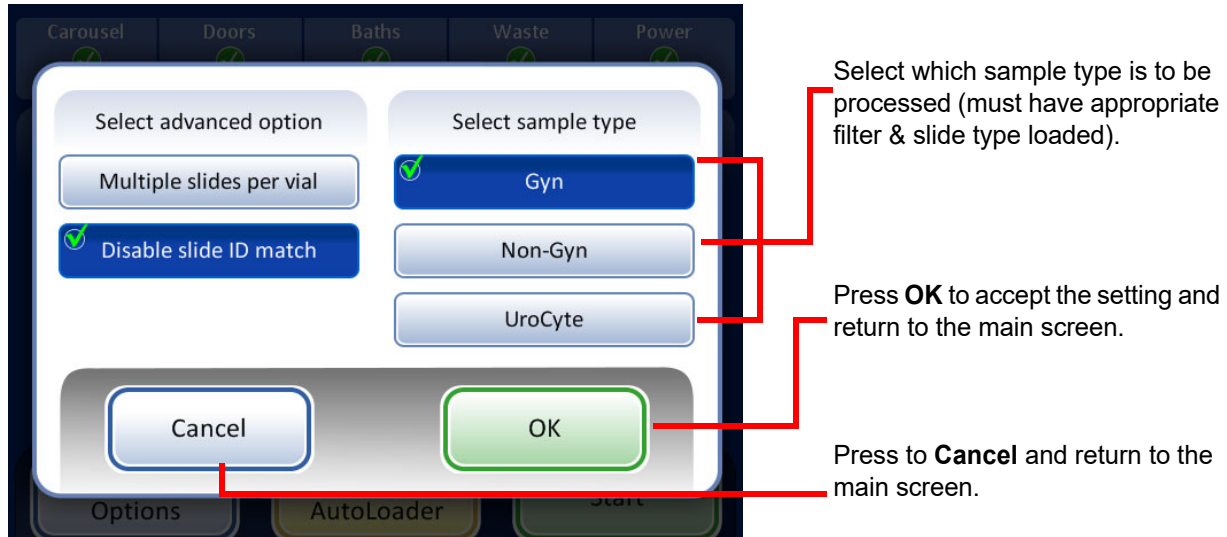 Carousel Doors Baths Waste Power
Select advanced option
Multiple slides per vial
Disable slide ID match
Select sample type
Gyn
Non-Gyn
UroCyte
Cancel
OK
Options AutoLoader Start
Select which sample type is to be
processed (must have appropriate
filter & slide type loaded).
Press OK to accept the setting and
return to the main screen.
Press to Cancel and return to the
main screen.